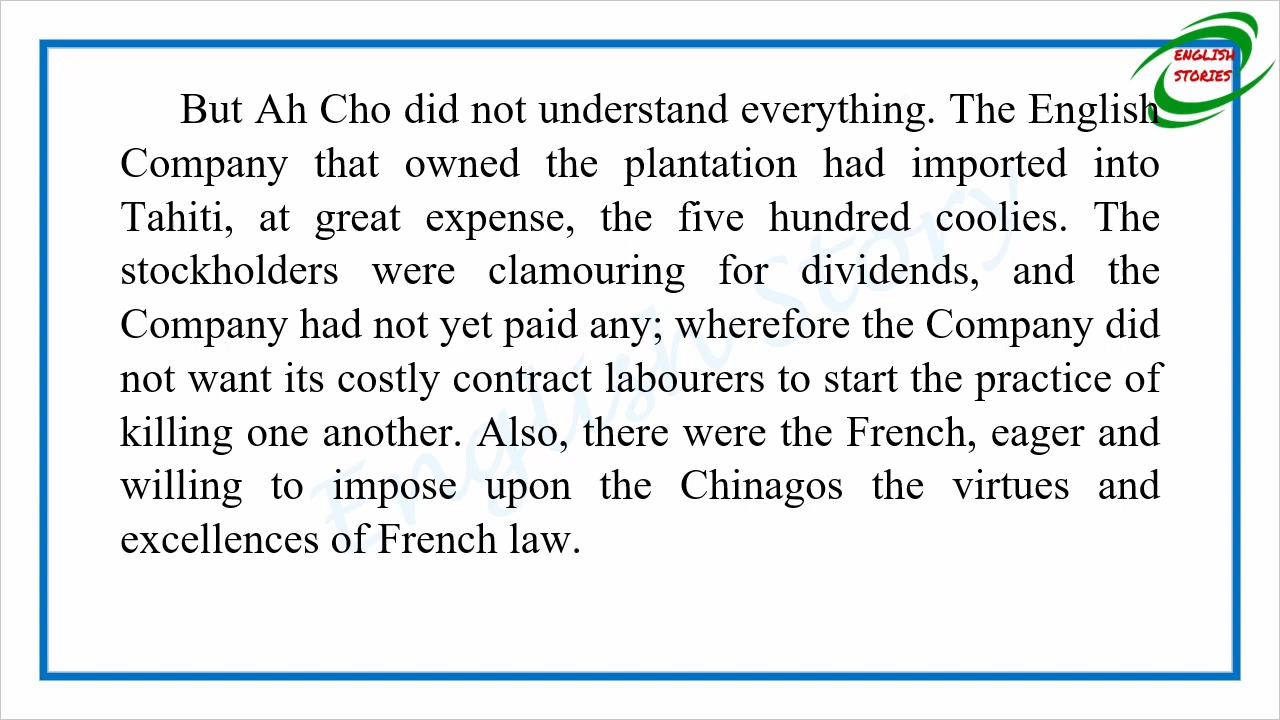 ENGLISH
STORIES
But Ah Cho did not understand everything. The English
Company that owned the plantation had imported into
Tahiti, at great expense, the five hundred coolies. The
stockholders were clamouring for dividends, and the
Company had not yet paid any; wherefore the Company did
not want its costly contract labourers to start the practice of
killing one another. Also, there were the French, eager and
willing to impose upon the Chinagos the virtues and
excellences of French law.
English Story